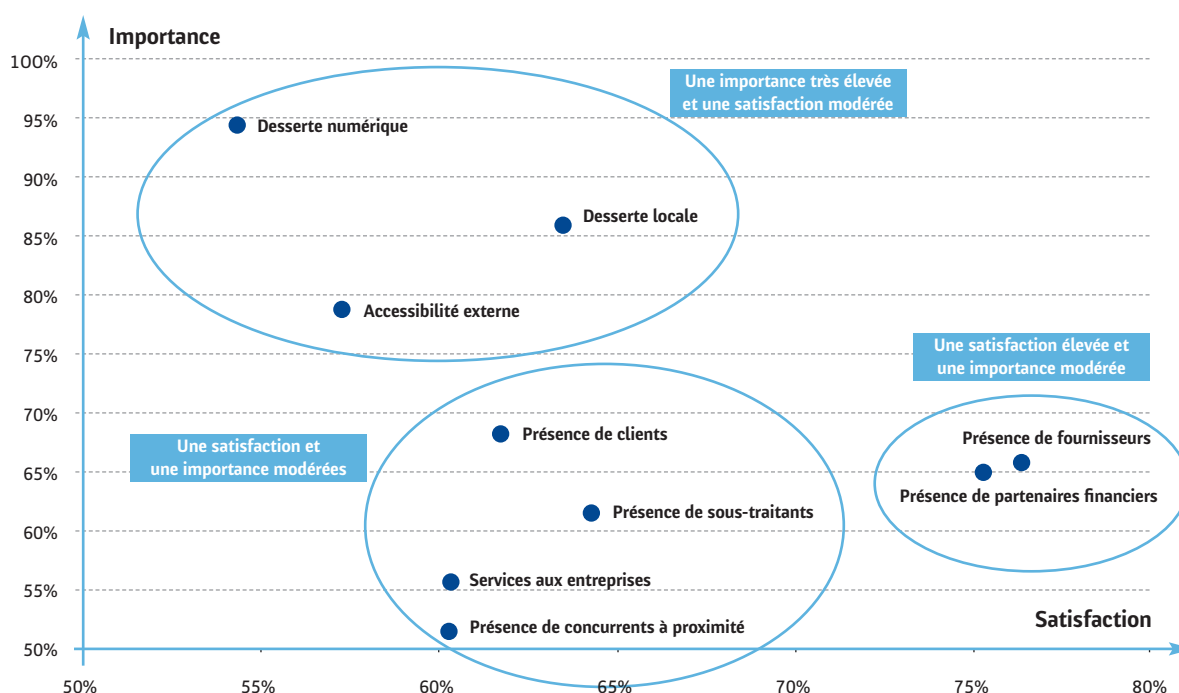 Importance
100%
Une importance très élevée
et une satisfaction modérée
95%
Desserte numérique
90%
Desserte locale
85%
80%
Accessibilité externe
75%
Une satisfaction élevée et
une importance modérée
70%
Présence de clients
Présence de fournisseurs
Une satisfaction et
une importance modérées
65%
Présence de partenaires financiers
Présence de sous-traitants
60%
Services aux entreprises
55%
Présence de concurrents à proximité
Satisfaction
50%
50% 55% 60% 65% 70% 75% 80%